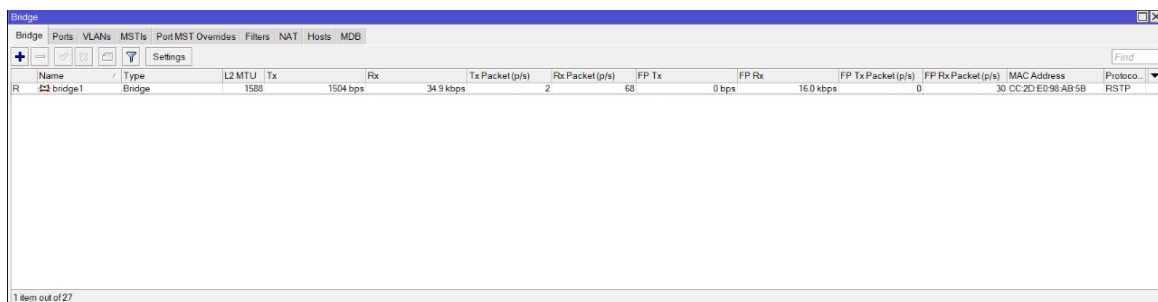 Bridge
Bridge Ports VLANs MSTIs Port MST Overrides Filters NAT Hosts MDB
Settings Find
Name Type L2 MTU Tx Rx Tx Packet (p/s) Rx Packet (p/s) FP Tx FP Rx FP Tx Packet (p/s) FP Rx Packet (p/s) MAC Address Protoco...
R bridge1 Bridge 1588 1504 bps 34.9 kbps 2 68 0 bps 16.0 kbps 0 30 CC:2D:E0:98:AB:5B RSTP
1 item out of 27